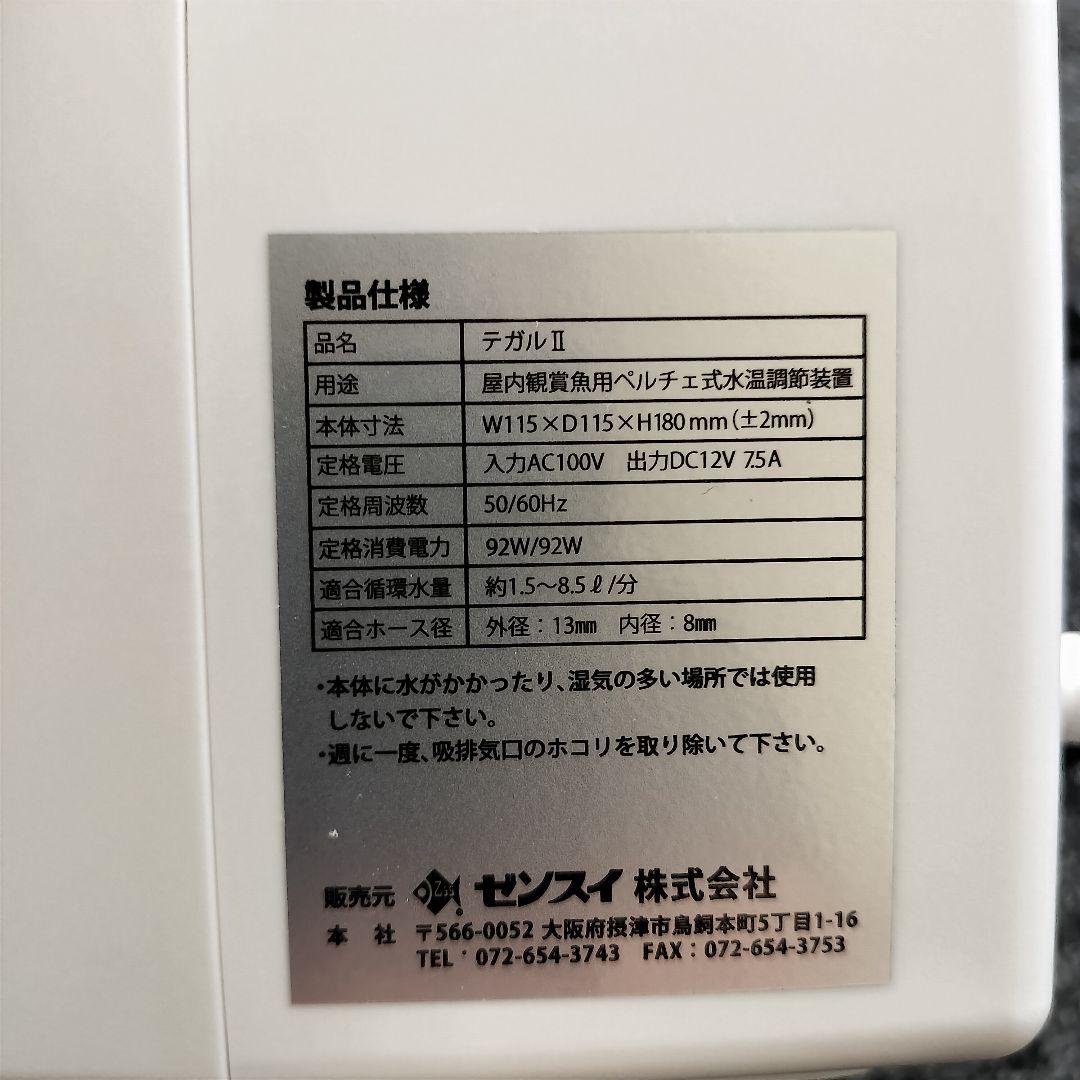 製品仕様
品名 テガルⅡ
用途 屋内観賞魚用ペルチェ式水温調節装置
本体寸法 W115×D115×H180mm(±2mm)
定格電圧 入力AC100V 出力DC12V 7.5A
定格周波数 50/60Hz
定格消費電力 92W/92W
適合循環水量 約1.5〜8.5ℓ/分
適合ホース径 外径:13㎜ 内径:8㎜
・本体に水がかかったり、湿気の多い場所では使用
しないで下さい。
・週に一度、吸排気口のホコリを取り除いて下さい。
販売元 ゼンスイ株式会社
本社 〒566-0052 大阪府摂津市鳥飼本町5丁目1-16
TEL:072-654-3743 FAX:072-654-3753